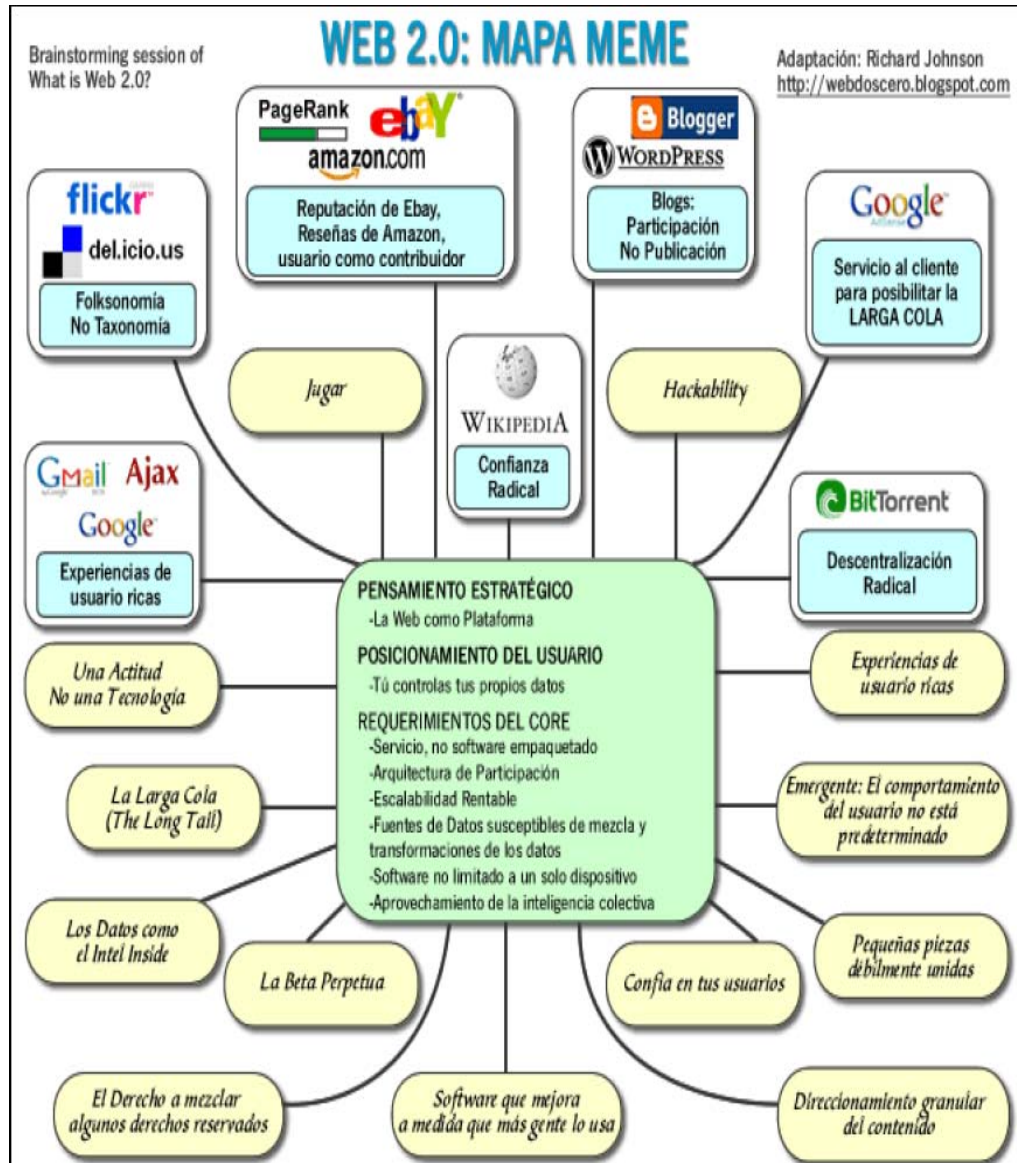 Brainstorming session of
What is Web 2.0?
WEB 2.0: MAPA MEME
Adaptación: Richard Johnson
http://webdoscero.blogspot.com
PageRank
ebaY®
amazon.com
Reputación de Ebay,
Reseñas de Amazon,
usuario como contribuidor
Blogger
WORDPRESS
Blogs:
Participación
No Publicación
flickr
del.icio.us
Folksonomía
No Taxonomía
Google™
AdSense
Servicio al cliente
para posibilitar la
LARGA COLA
Jugar
WIKIPEDIA
Confianza
Radical
Hackability
Gmail Ajax
by Google BETA
Google™
Experiencias de
usuario ricas
BitTorrent
Descentralización
Radical
PENSAMIENTO ESTRATÉGICO
-La Web como Plataforma
POSICIONAMIENTO DEL USUARIO
-Tú controlas tus propios datos
REQUERIMIENTOS DEL CORE
-Servicio, no software empaquetado
-Arquitectura de Participación
-Escalabilidad Rentable
-Fuentes de Datos susceptibles de mezcla y
transformaciones de los datos
-Software no limitado a un solo dispositivo
-Aprovechamiento de la inteligencia colectiva
Una Actitud
No una Tecnología
Experiencias de
usuario ricas
La Larga Cola
(The Long Tail)
Emergente: El comportamiento
del usuario no está
predeterminado
Los Datos como
el Intel Inside
La Beta Perpetua
Confia en tus usuarios
Pequeñas piezas
débilmente unidas
El Derecho a mezclar
algunos derechos reservados
Software que mejora
a medida que más gente lo usa
Direccionamiento granular
del contenido